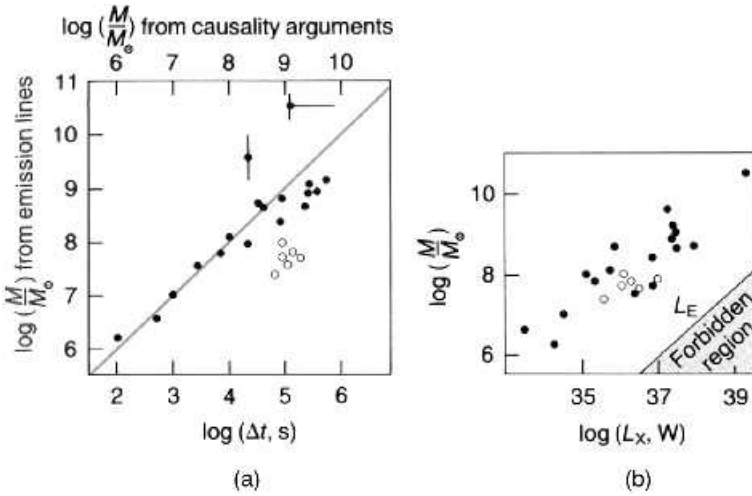 log (M/M⊙) from causality arguments
6 7 8 9 10
log (M/M⊙) from emission lines
11
10
9
8
7
6
2 3 4 5 6
log (Δt, s)
(a)
log (M/M⊙)
10
8
6
L_E
Forbidden
region
35 37 39
log (L_X, W)
(b)